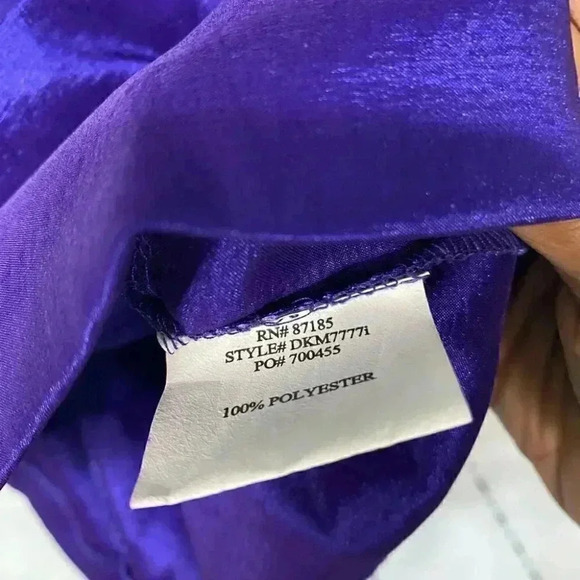 RN# 87185
STYLE# DKM7777i
PO# 700455
100% POLYESTER